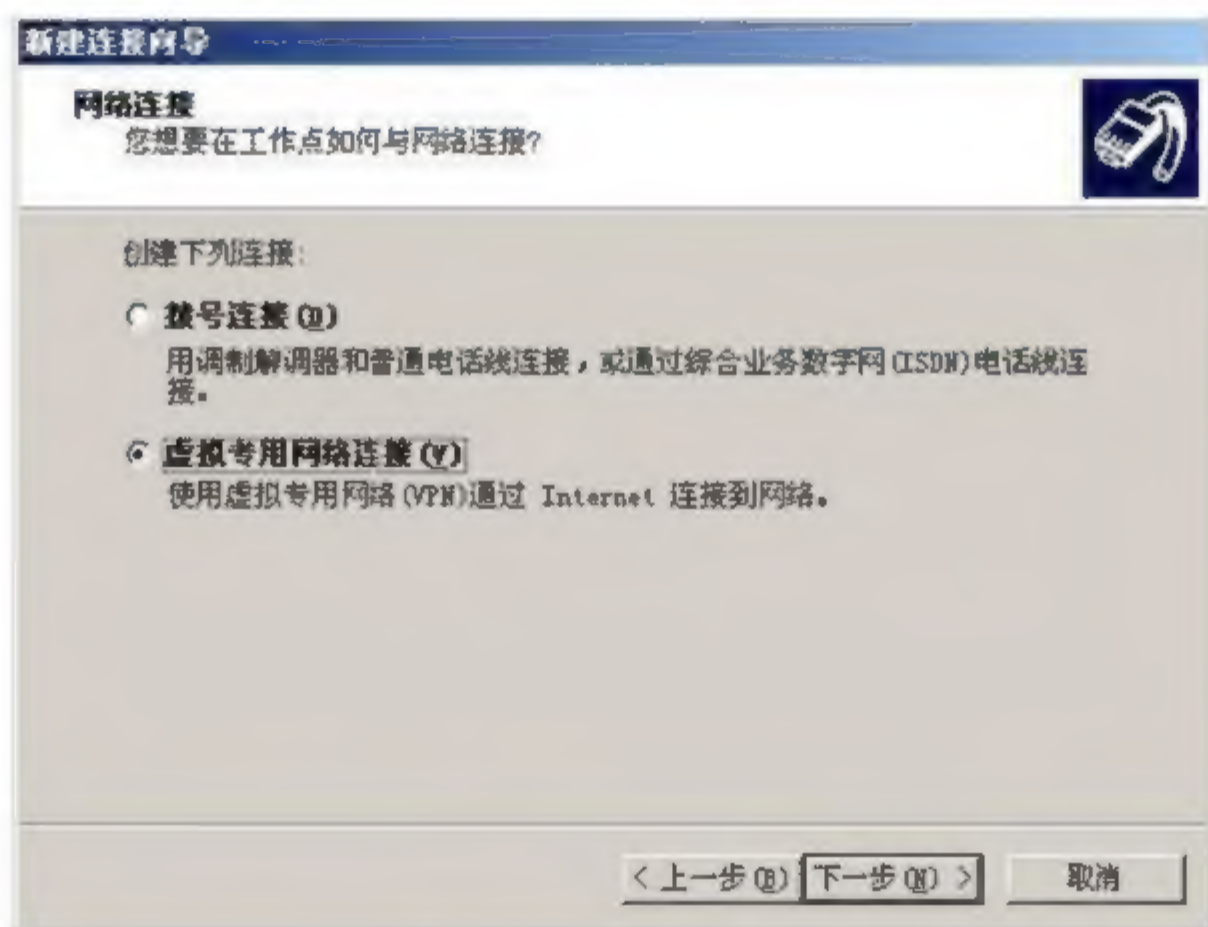 新建连接向导
网络连接
您想要在工作点如何与网络连接?
创建下列连接:
拨号连接(D)
用调制解调器和普通电话线连接，或通过综合业务数字网(ISDN)电话线连
接。
虚拟专用网络连接(V)
使用虚拟专用网络(VPN)通过 Internet 连接到网络。
< 上一步(B) 下一步(N) > 取消